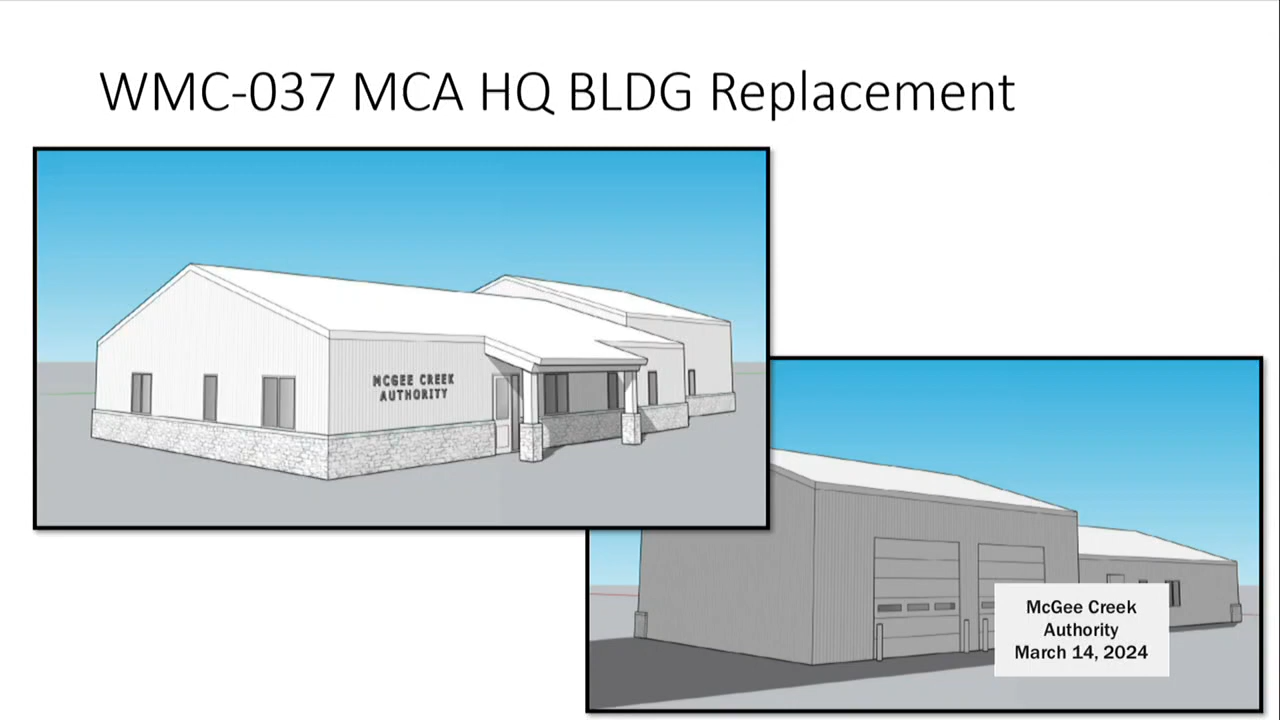 WMC-037 MCA HQ BLDG Replacement
MCGEE CREEK
AUTHORITY
McGee Creek
Authority
March 14, 2024